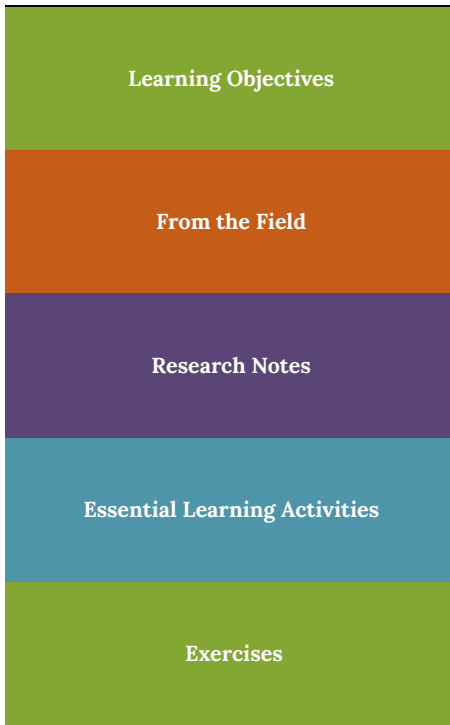 Learning Objectives
From the Field
Research Notes
Essential Learning Activities
Exercises